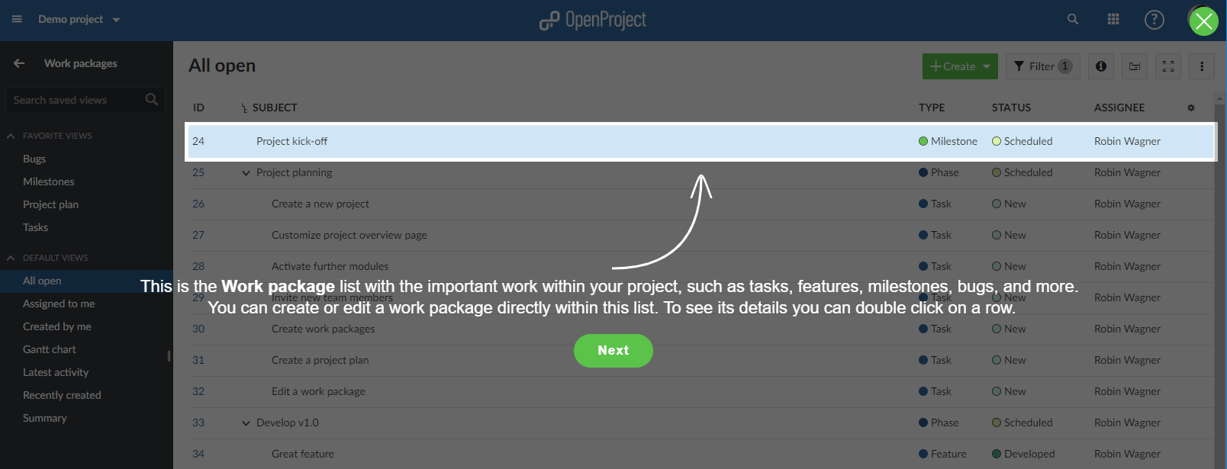 Demo project
OpenProject
Work packages
Search saved views
FAVORITE VIEWS
Bugs
Milestones
Project plan
Tasks
DEFAULT VIEWS
All open
Assigned to me
Created by me
Gantt chart
Latest activity
Recently created
Summary
All open
+ Create
Filter 1
ID SUBJECT TYPE STATUS ASSIGNEE
24 Project kick-off Milestone Scheduled Robin Wagner
25 Project planning Phase Scheduled Robin Wagner
26 Create a new project Task New Robin Wagner
27 Customize project overview page Task New Robin Wagner
28 Activate further modules Task New Robin Wagner
This is the Work package list with the important work within your project, such as tasks, features, milestones, bugs, and more.
29 Invite new team members Task New Robin Wagner
You can create or edit a work package directly within this list. To see its details you can double click on a row.
30 Create work packages Task New Robin Wagner
Next
31 Create a project plan Task New Robin Wagner
32 Edit a work package Task New Robin Wagner
33 Develop v1.0 Phase Scheduled Robin Wagner
34 Great feature Feature Developed Robin Wagner